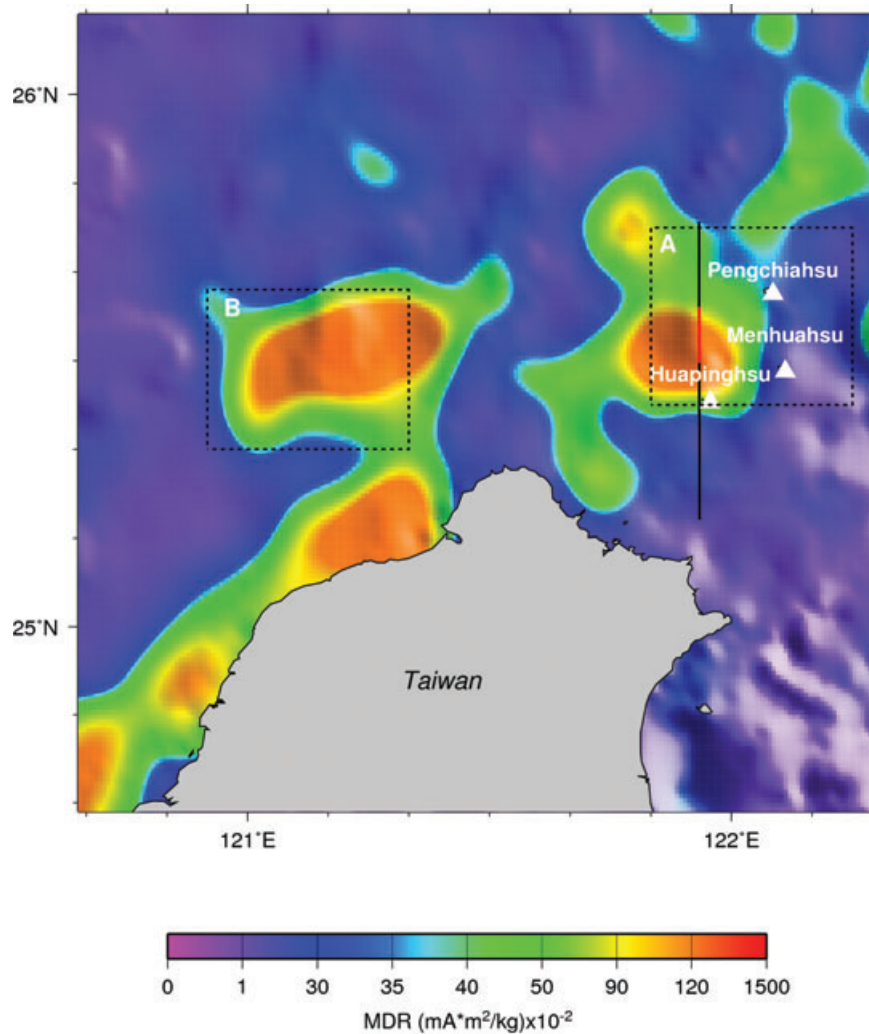 26°N
A
Pengchiahsu
B
Menhuahsu
Huapinghsu
25°N
Taiwan
121°E 122°E
0 1 30 35 40 50 90 120 1500
MDR (mA*m²/kg)x10⁻²